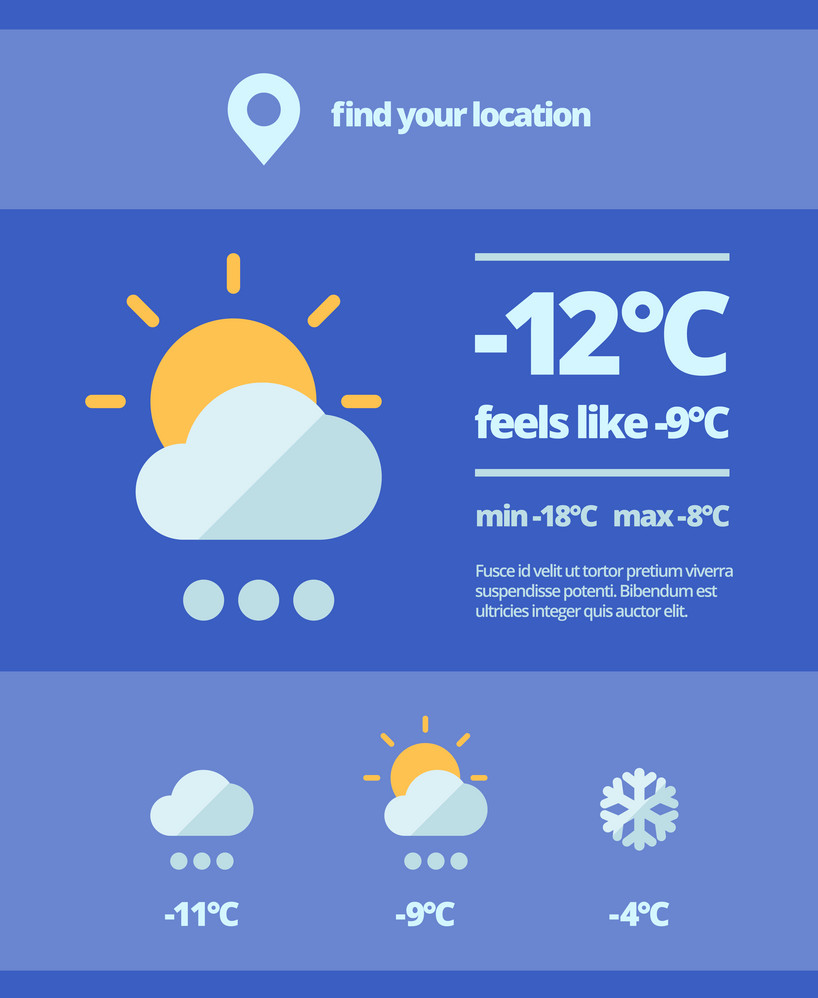 find your location
-12°C
feels like -9°C
min -18°C max -8°C
Fusce id velit ut tortor pretium viverra
suspendisse potenti. Bibendum est
ultricies integer quis auctor elit.
-11°C
-9°C
-4°C